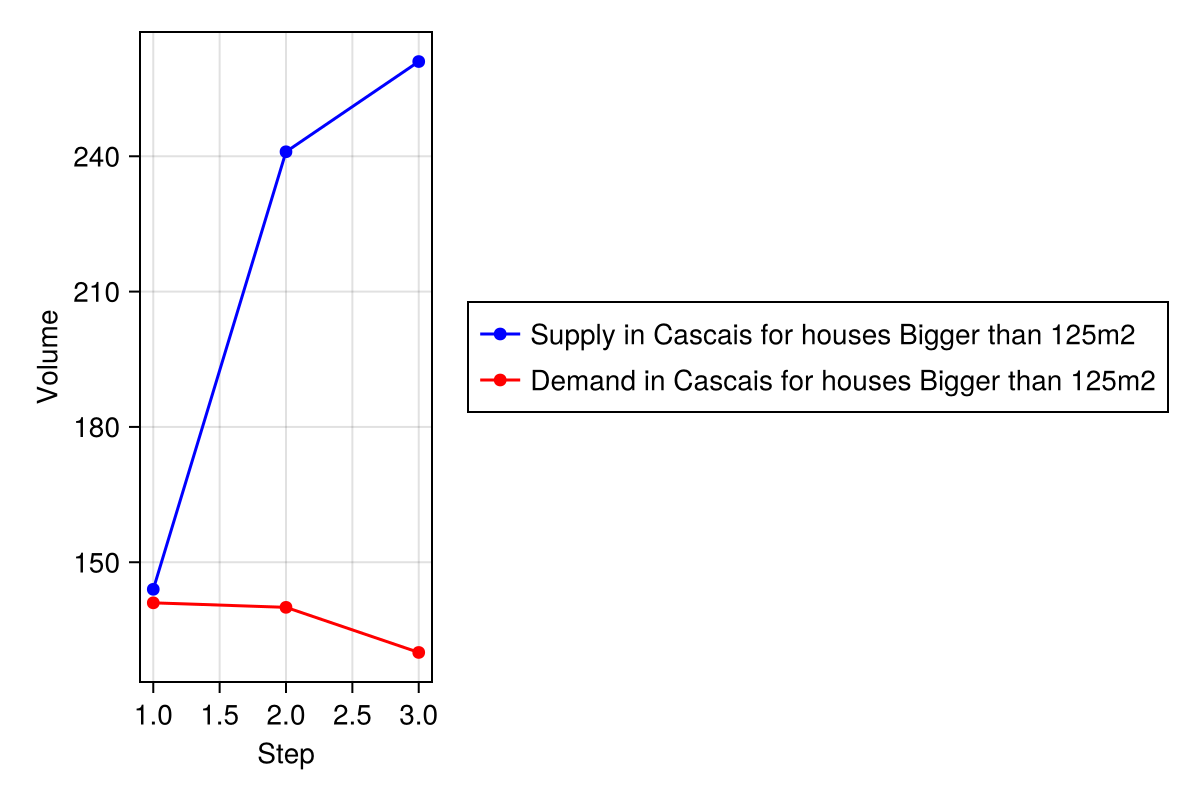 240
210
180
150
Volume
1.0 1.5 2.0 2.5 3.0
Step
Supply in Cascais for houses Bigger than 125m2
Demand in Cascais for houses Bigger than 125m2